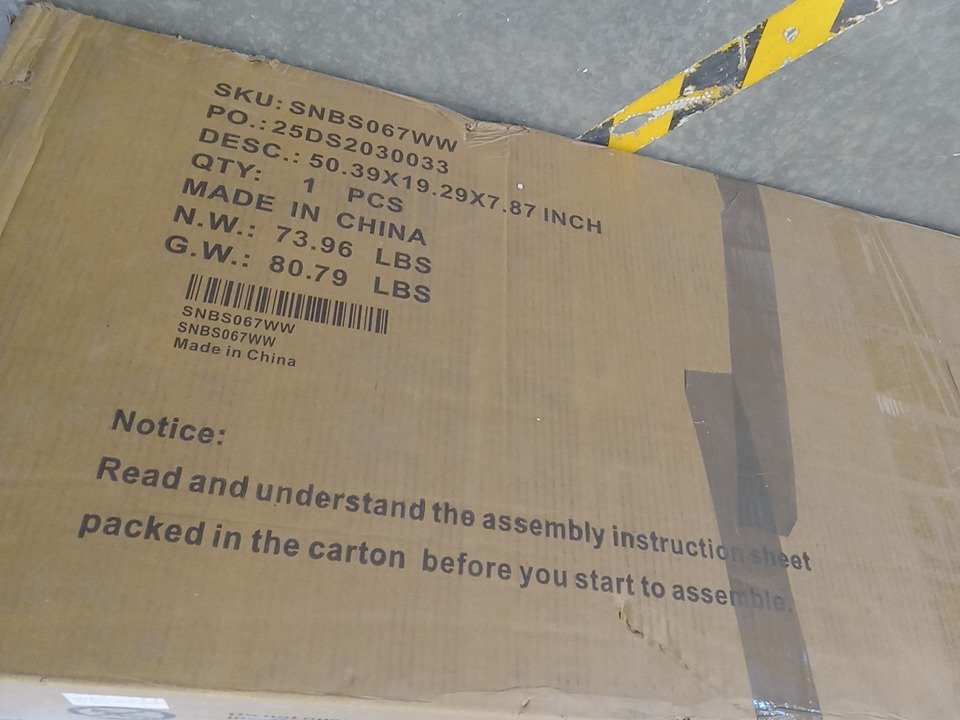 SKU: SNBS067WW
PO.: 25DS2030033
DESC.: 50.39X19.29X7.87 INCH
QTY: 1 PCS
MADE IN CHINA
N.W.: 73.96 LBS
G.W.: 80.79 LBS
SNBS067WW
SNBS067WW
Made in China
Notice:
Read and understand the assembly instruction sheet
packed in the carton before you start to assemble.